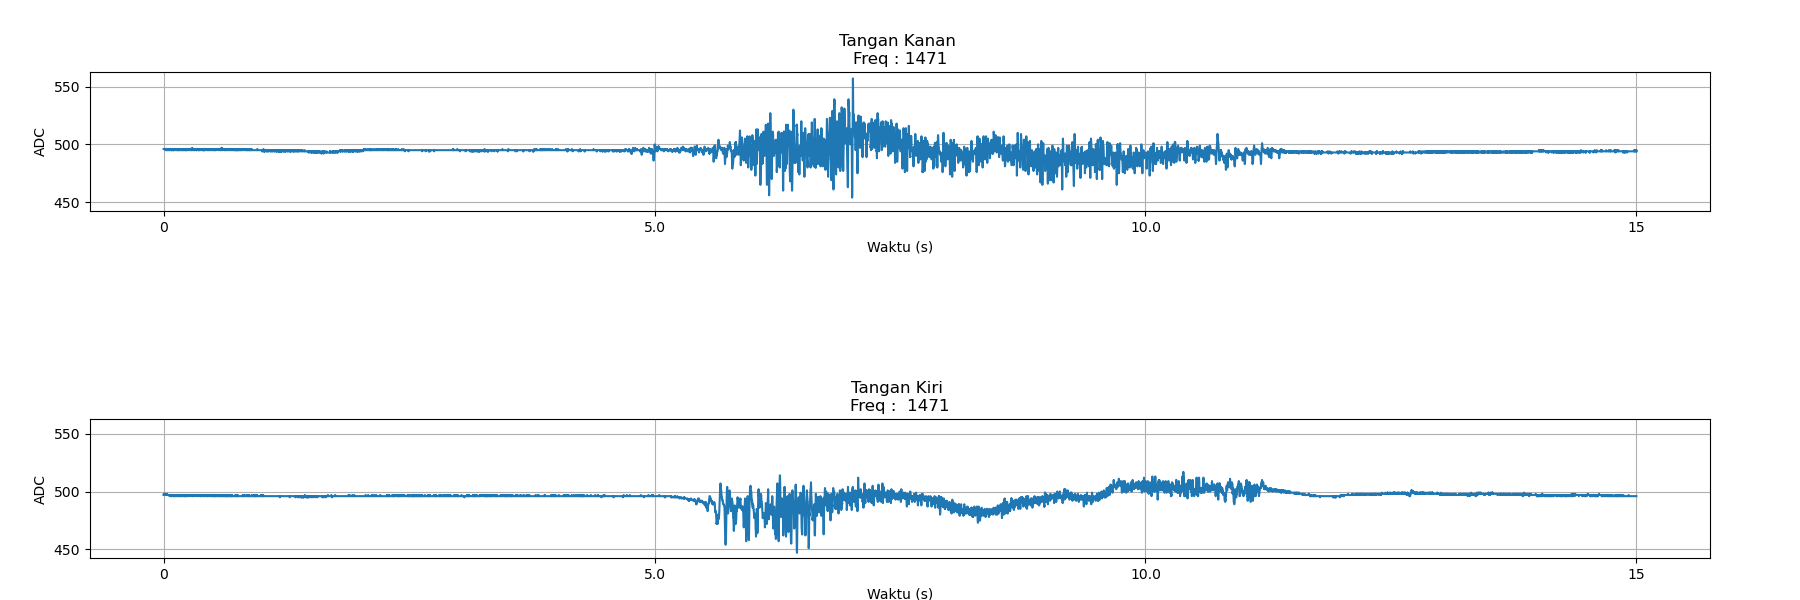 Tangan Kanan
Freq : 1471
550
500
450
ADC
0 5.0 10.0 15
Waktu (s)
Tangan Kiri
Freq :  1471
550
500
450
ADC
0 5.0 10.0 15
Waktu (s)